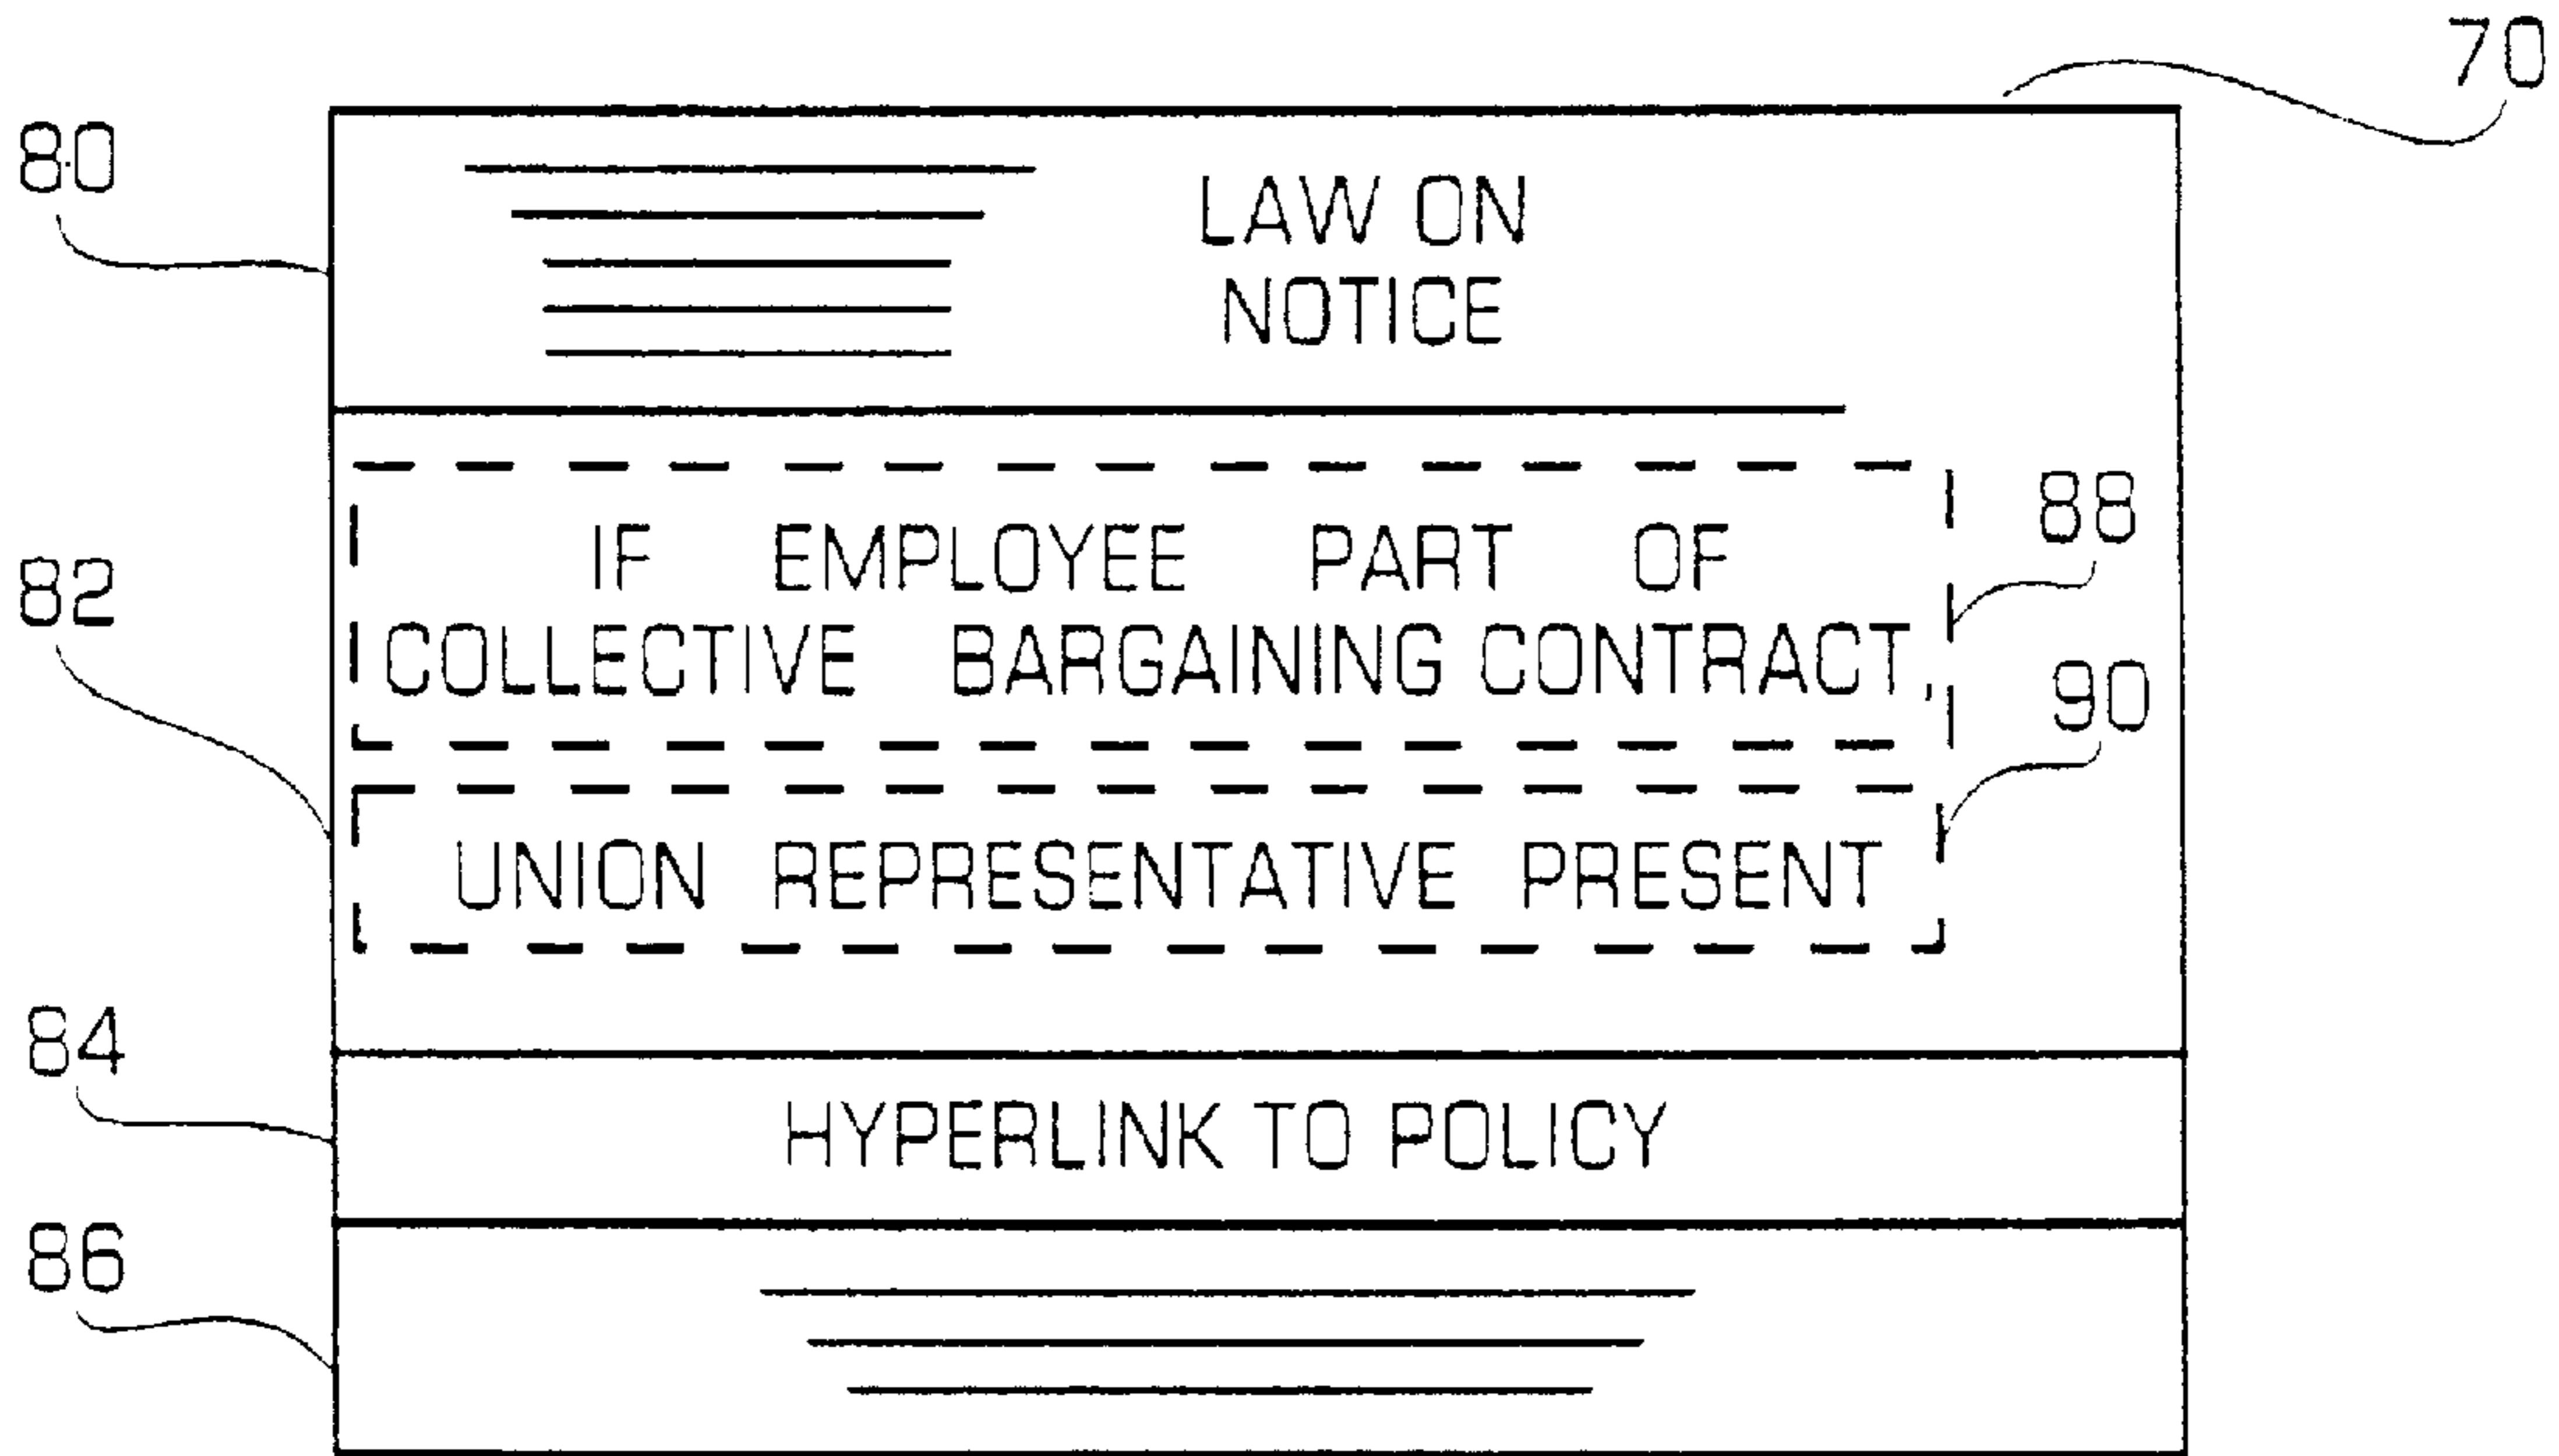 70
80
LAW ON
NOTICE
88
IF EMPLOYEE PART OF
82
COLLECTIVE BARGAINING CONTRACT,
90
UNION REPRESENTATIVE PRESENT
84
HYPERLINK TO POLICY
86